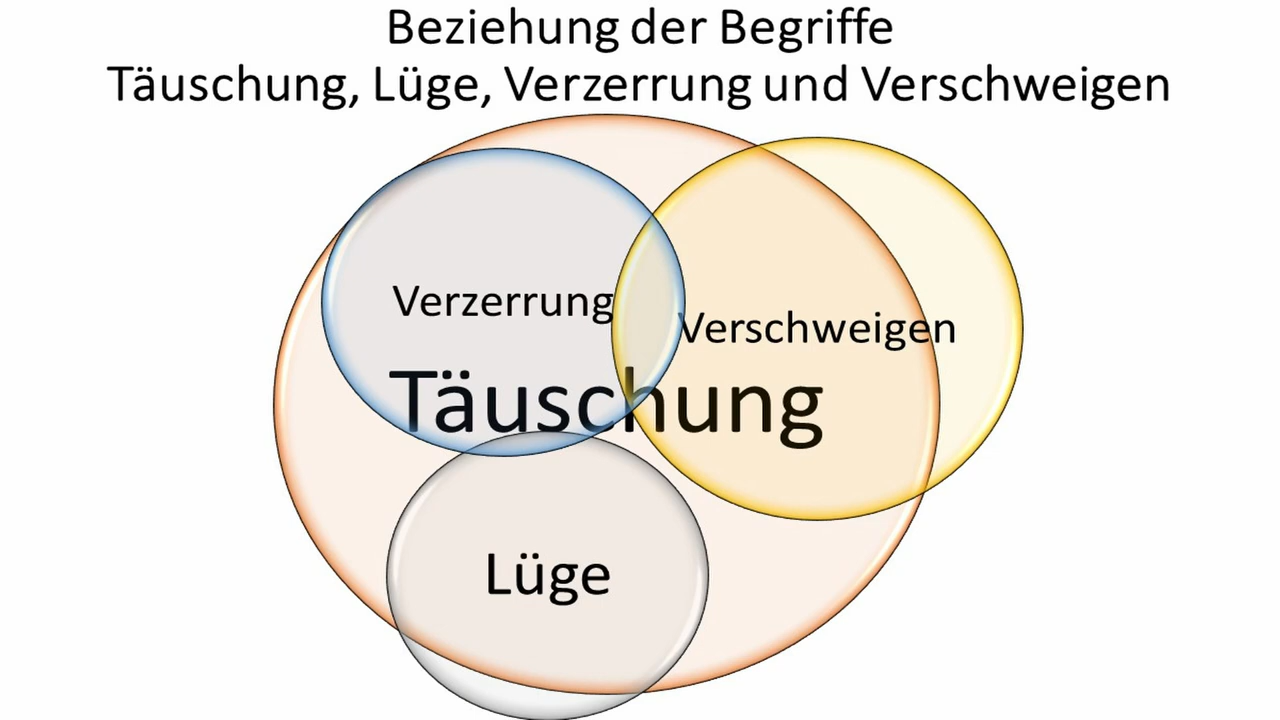 Beziehung der Begriffe
Täuschung, Lüge, Verzerrung und Verschweigen
Verzerrung
Verschweigen
Täuschung
Lüge